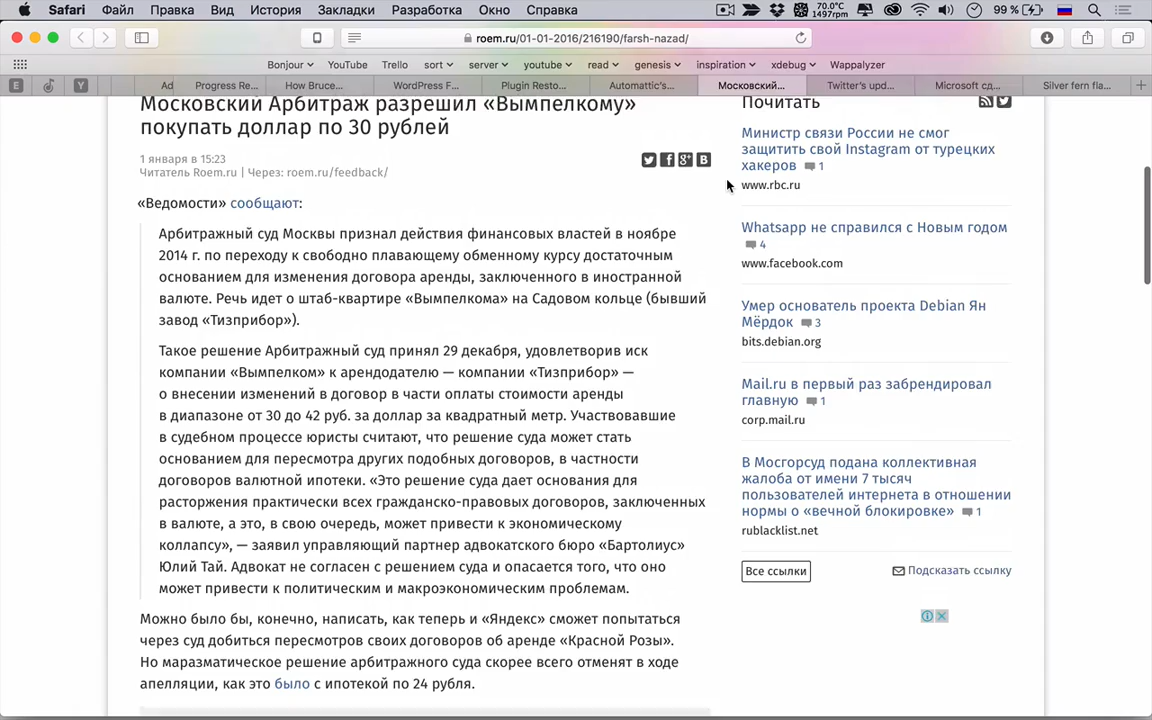 Safari Файл Правка Вид История Закладки Разработка Окно Справка 70.0°C 1497rpm 99 %
roem.ru/01-01-2016/216190/farsh-nazad/
Bonjour YouTube Trello sort server youtube read genesis inspiration xdebug Wappalyzer
E Y Ad Progress Re... How Bruce... WordPress F... Plugin Resto... Automattic's... Московский... Twitter's upd... Microsoft сд... Silver fern fla...
Московский Арбитраж разрешил «Вымпелкому»
покупать доллар по 30 рублей
1 января в 15:23
Читатель Roem.ru | Через: roem.ru/feedback/
«Ведомости» сообщают:
Арбитражный суд Москвы признал действия финансовых властей в ноябре
2014 г. по переходу к свободно плавающему обменному курсу достаточным
основанием для изменения договора аренды, заключенного в иностранной
валюте. Речь идет о штаб-квартире «Вымпелкома» на Садовом кольце (бывший
завод «Тизприбор»).
Такое решение Арбитражный суд принял 29 декабря, удовлетворив иск
компании «Вымпелком» к арендодателю — компании «Тизприбор» —
о внесении изменений в договор в части оплаты стоимости аренды
в диапазоне от 30 до 42 руб. за доллар за квадратный метр. Участвовавшие
в судебном процессе юристы считают, что решение суда может стать
основанием для пересмотра других подобных договоров, в частности
договоров валютной ипотеки. «Это решение суда дает основания для
расторжения практически всех гражданско-правовых договоров, заключенных
в валюте, а это, в свою очередь, может привести к экономическому
коллапсу», — заявил управляющий партнер адвокатского бюро «Бартолиус»
Юлий Тай. Адвокат не согласен с решением суда и опасается того, что оно
может привести к политическим и макроэкономическим проблемам.
Можно было бы, конечно, написать, как теперь и «Яндекс» сможет попытаться
через суд добиться пересмотров своих договоров об аренде «Красной Розы».
Но маразматическое решение арбитражного суда скорее всего отменят в ходе
апелляции, как это было с ипотекой по 24 рубля.
Почитать
Министр связи России не смог
защитить свой Instagram от турецких
хакеров 1
www.rbc.ru
Whatsapp не справился с Новым годом
4
www.facebook.com
Умер основатель проекта Debian Ян
Мёрдок 3
bits.debian.org
Mail.ru в первый раз забрендировал
главную 1
corp.mail.ru
В Мосгорсуд подана коллективная
жалоба от имени 7 тысяч
пользователей интернета в отношении
нормы о «вечной блокировке» 1
rublacklist.net
Все ссылки Подсказать ссылку